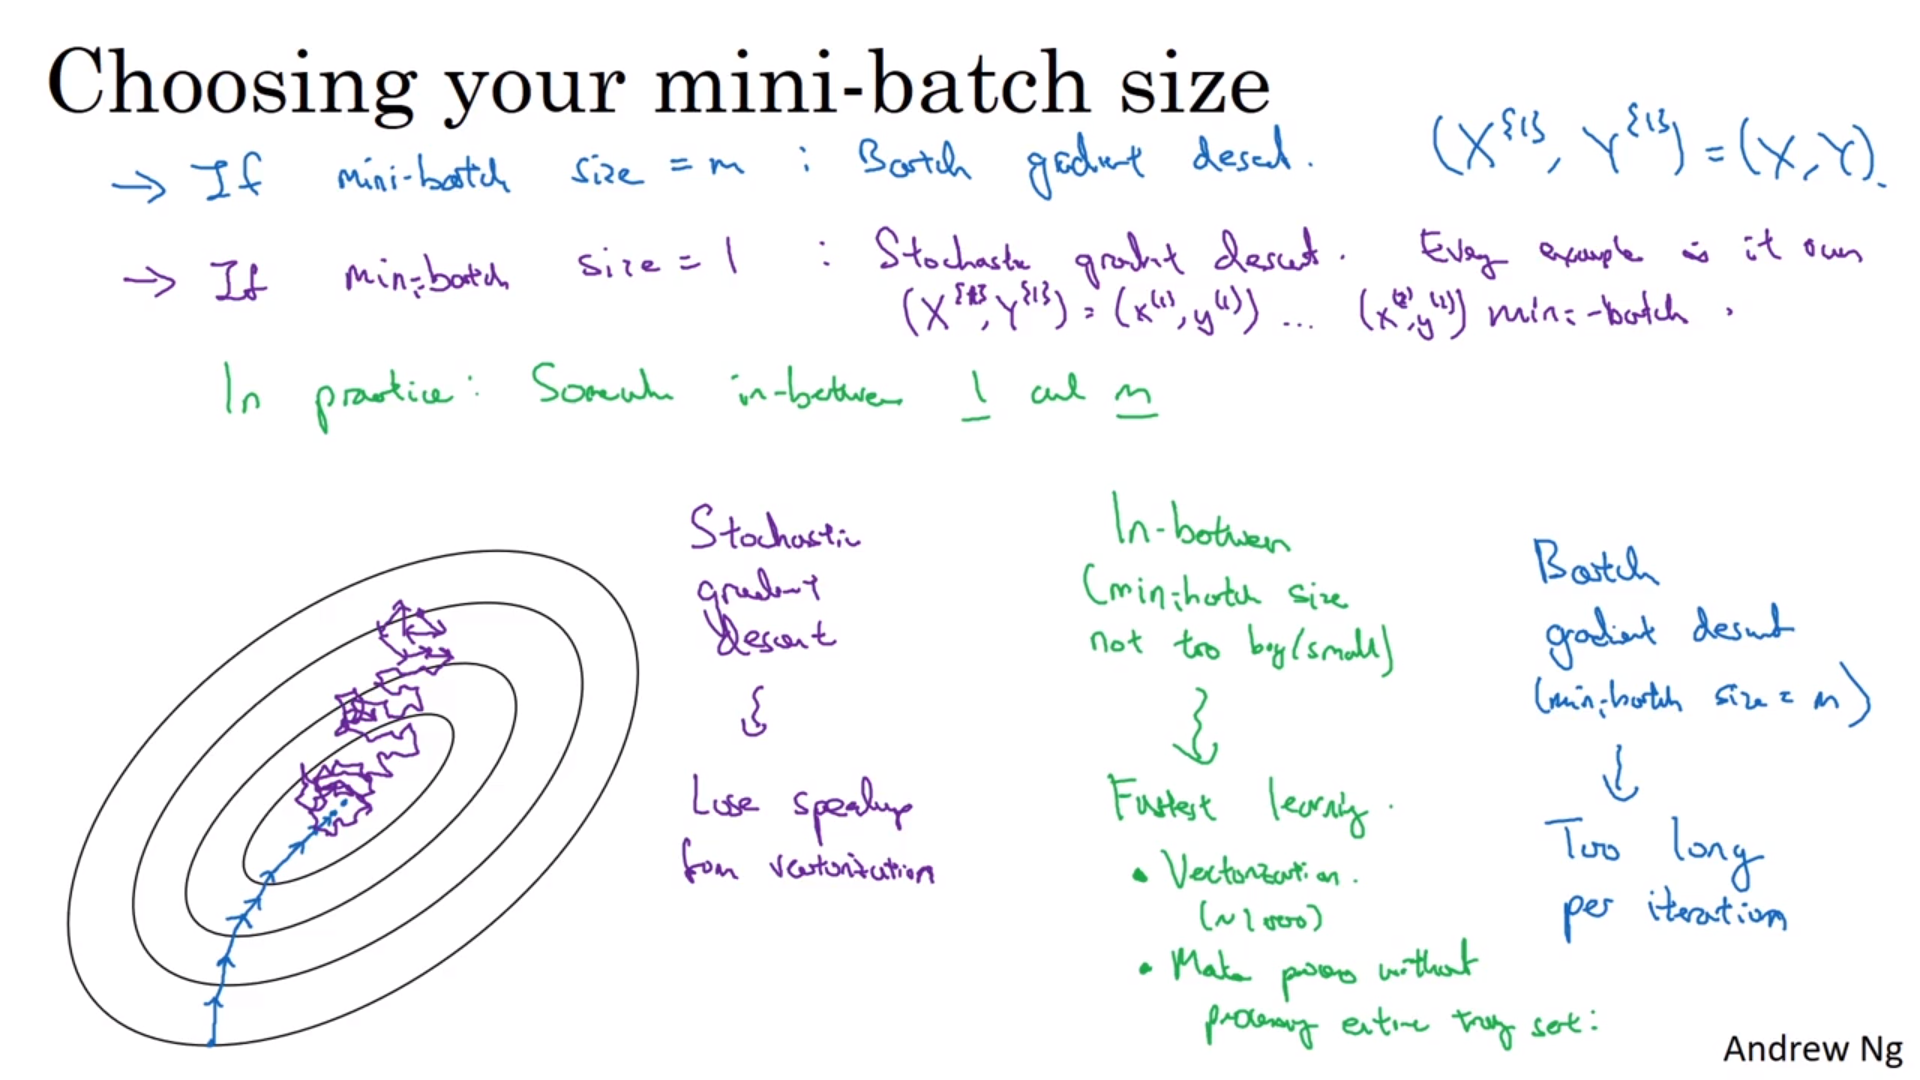 Choosing your mini-batch size
→ If mini-batch size = m : Batch gradient descent. (X^{1}, Y^{1}) = (X, Y).
→ If mini-batch size = 1 : Stochastic gradient descent. Every example is it own
(X^{1}, Y^{1}) = (x^(1), y^(1)) ... (x^(2), y^(2)) mini-batch.
In practice: Somewhere in-between 1 and m
Stochastic
gradient
descent
Lose speedup
from vectorization
In-between
(mini-batch size
not too big/small)
Fastest learning.
• Vectorization.
(~1000)
• Make progress without
processing entire training set.
Batch
gradient descent
(mini-batch size = m)
Too long
per iteration
Andrew Ng